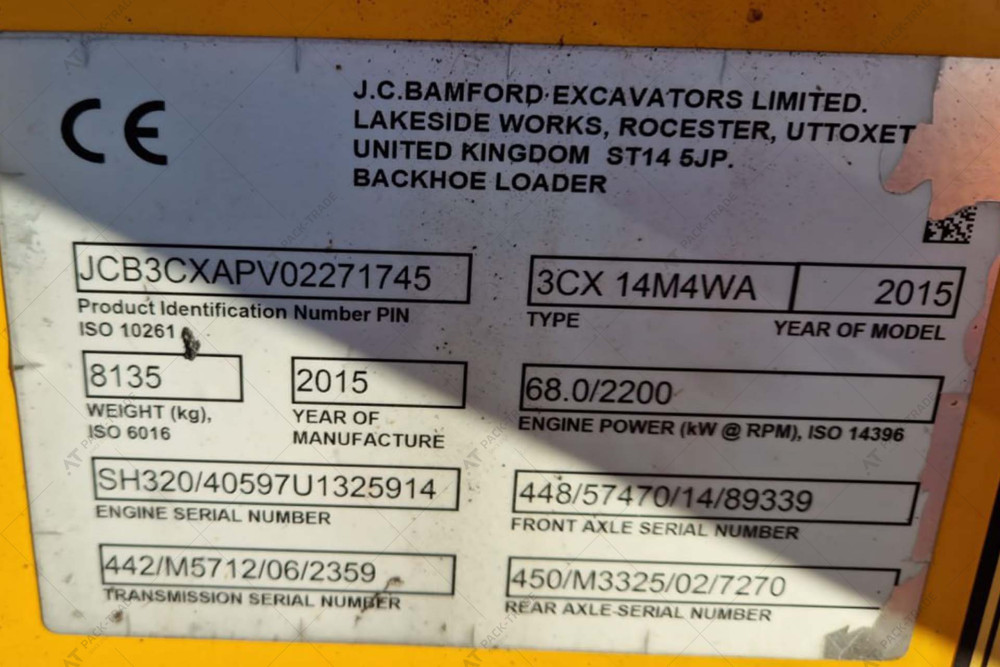 CE
J.C.BAMFORD EXCAVATORS LIMITED.
LAKESIDE WORKS, ROCESTER, UTTOXET
UNITED KINGDOM ST14 5JP.
BACKHOE LOADER
JCB3CXAPV02271745
Product Identification Number PIN
ISO 10261
3CX 14M4WA 2015
TYPE YEAR OF MODEL
8135
WEIGHT (kg),
ISO 6016
2015
YEAR OF
MANUFACTURE
68.0/2200
ENGINE POWER (kW @ RPM), ISO 14396
SH320/40597U1325914
ENGINE SERIAL NUMBER
448/57470/14/89339
FRONT AXLE SERIAL NUMBER
442/M5712/06/2359
TRANSMISSION SERIAL NUMBER
450/M3325/02/7270
REAR AXLE SERIAL NUMBER
AT PACK-TRADE